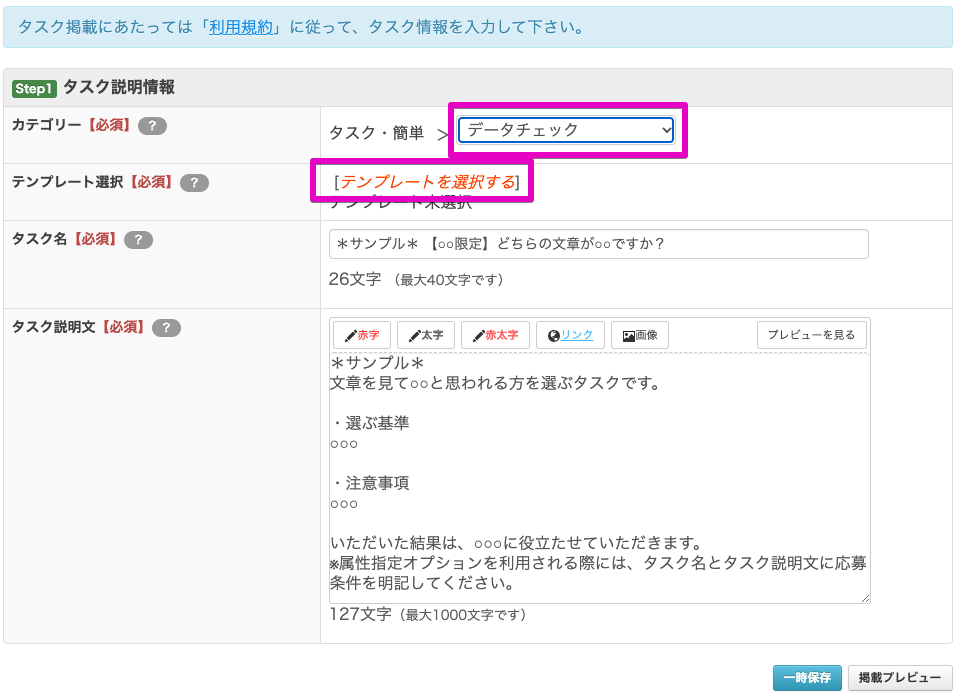 タスク掲載にあたっては「利用規約」に従って、タスク情報を入力して下さい。
Step1 タスク説明情報
カテゴリー【必須】 ?
タスク・簡単 > データチェック
テンプレート選択【必須】 ?
[テンプレートを選択する]
テンプレート未選択
タスク名【必須】 ?
＊サンプル＊ 【○○限定】どちらの文章が○○ですか？
26文字 （最大40文字です）
タスク説明文【必須】 ?
赤字 太字 赤太字 リンク 画像 プレビューを見る
＊サンプル＊
文章を見て○○と思われる方を選ぶタスクです。
・選ぶ基準
○○○
・注意事項
○○○
いただいた結果は、○○○に役立たせていただきます。
※属性指定オプションを利用される際には、タスク名とタスク説明文に応募
条件を明記してください。
127文字（最大1000文字です）
一時保存 掲載プレビュー